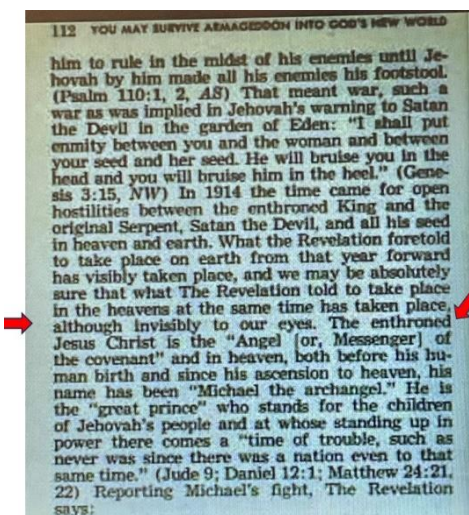 112 YOU MAY SURVIVE ARMAGEDDON INTO GOD'S NEW WORLD
him to rule in the midst of his enemies until Je-
hovah by him made all his enemies his footstool.
(Psalm 110:1, 2, AS) That meant war, such a
war as was implied in Jehovah's warning to Satan
the Devil in the garden of Eden: "I shall put
enmity between you and the woman and between
your seed and her seed. He will bruise you in the
head and you will bruise him in the heel." (Gene-
sis 3:15, NW) In 1914 the time came for open
hostilities between the enthroned King and the
original Serpent, Satan the Devil, and all his seed
in heaven and earth. What the Revelation foretold
to take place on earth from that year forward
has visibly taken place, and we may be absolutely
sure that what The Revelation told to take place
in the heavens at the same time has taken place,
although invisibly to our eyes. The enthroned
Jesus Christ is the "Angel [or, Messenger] of
the covenant" and in heaven, both before his hu-
man birth and since his ascension to heaven, his
name has been "Michael the archangel." He is
the "great prince" who stands for the children
of Jehovah's people and at whose standing up in
power there comes a "time of trouble, such as
never was since there was a nation even to that
same time." (Jude 9; Daniel 12:1; Matthew 24:21,
22) Reporting Michael's fight, The Revelation
says: